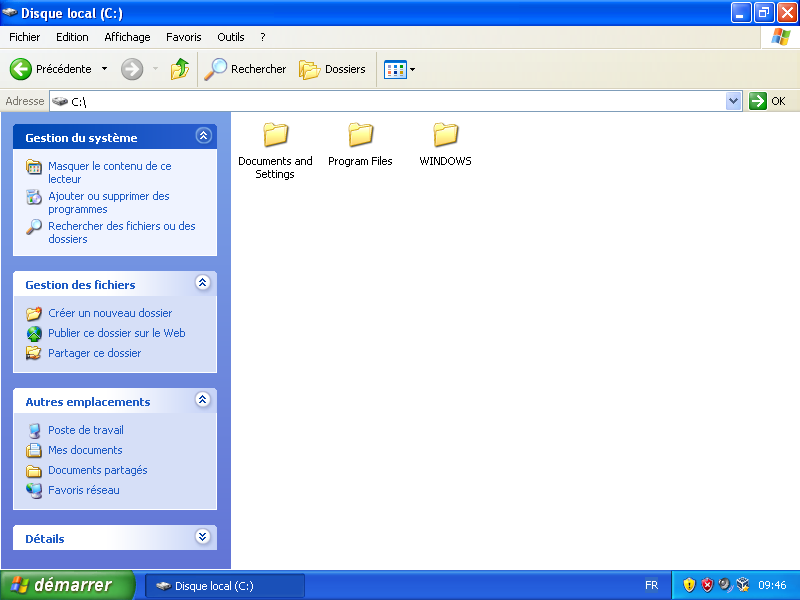 Disque local (C:)
Fichier Edition Affichage Favoris Outils ?
Précédente Rechercher Dossiers
Adresse C:\ OK
Gestion du système
Masquer le contenu de ce
lecteur
Ajouter ou supprimer des
programmes
Rechercher des fichiers ou des
dossiers
Gestion des fichiers
Créer un nouveau dossier
Publier ce dossier sur le Web
Partager ce dossier
Autres emplacements
Poste de travail
Mes documents
Documents partagés
Favoris réseau
Détails
Documents and
Settings
Program Files
WINDOWS
démarrer Disque local (C:) FR 09:46